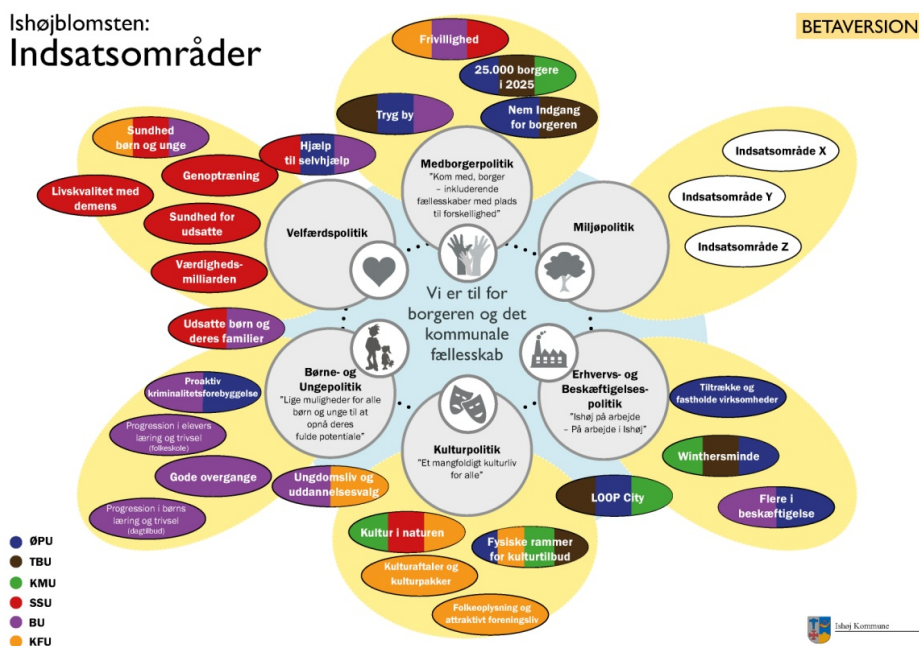 Ishøjblomsten:
Indsatsområder
BETAVERSION
Frivillighed
25.000 borgere
i 2025
Tryg by
Nem Indgang
for borgeren
Sundhed
børn og unge
Hjælp
til selvhjælp
Genoptræning
Livskvalitet med
demens
Sundhed for
udsatte
Værdigheds-
milliarden
Udsatte børn og
deres familier
Velfærdspolitik
Medborgerpolitik
"Kom med, borger
– inkluderende
fællesskaber med plads
til forskellighed"
Miljøpolitik
Indsatsområde X
Indsatsområde Y
Indsatsområde Z
Vi er til for
borgeren og det
kommunale
fællesskab
Børne- og
Ungepolitik
"Lige muligheder for alle
børn og unge til at
opnå deres
fulde potentiale"
Kulturpolitik
"Et mangfoldigt kulturliv
for alle"
Erhvervs- og
Beskæftigelses-
politik
"Ishøj på arbejde
– På arbejde i Ishøj"
Proaktiv
kriminalitetsforebyggelse
Progression i elevers
læring og trivsel
(folkeskole)
Gode overgange
Progression i børns
læring og trivsel
(dagtilbud)
Ungdomsliv og
uddannelsesvalg
Tiltrække og
fastholde virksomheder
Winthersminde
Flere i
beskæftigelse
LOOP City
Kultur i naturen
Fysiske rammer
for kulturtilbud
Kulturaftaler og
kulturpakker
Folkeoplysning og
attraktivt foreningsliv
ØPU
TBU
KMU
SSU
BU
KFU
Ishøj Kommune